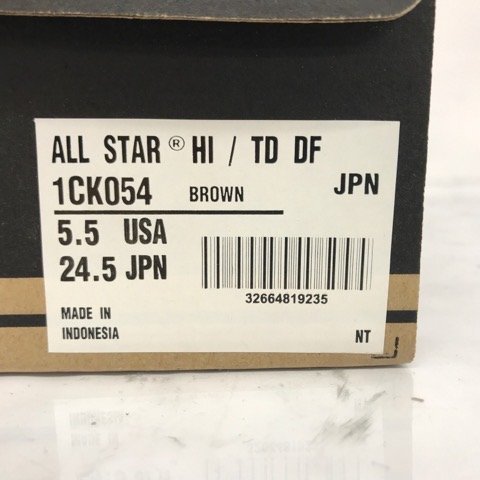 ALL STAR® HI / TD DF
1CK054 BROWN JPN
5.5 USA
24.5 JPN
32664819235
MADE IN
INDONESIA
NT